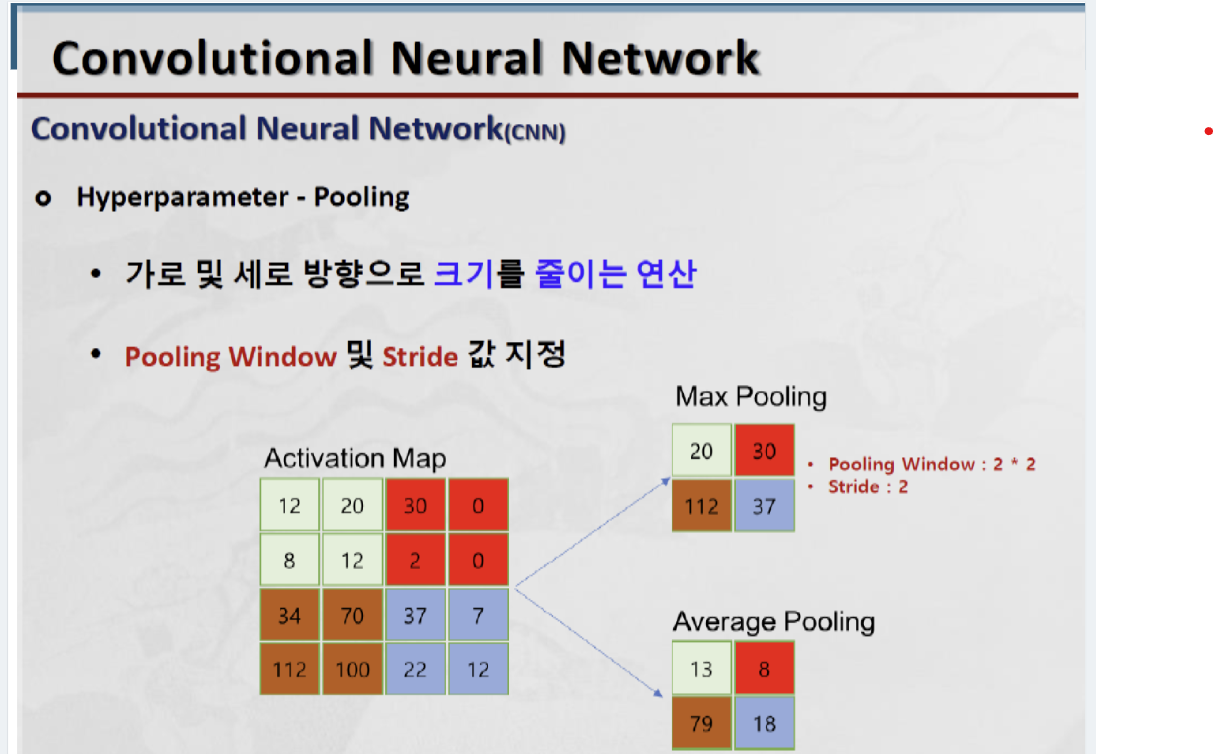 Convolutional Neural Network
Convolutional Neural Network(CNN)
Hyperparameter - Pooling
• 가로 및 세로 방향으로 크기를 줄이는 연산
• Pooling Window 및 Stride 값 지정
Activation Map
12 20 30 0
8 12 2 0
34 70 37 7
112 100 22 12
Max Pooling
20 30
112 37
• Pooling Window : 2 * 2
• Stride : 2
Average Pooling
13 8
79 18